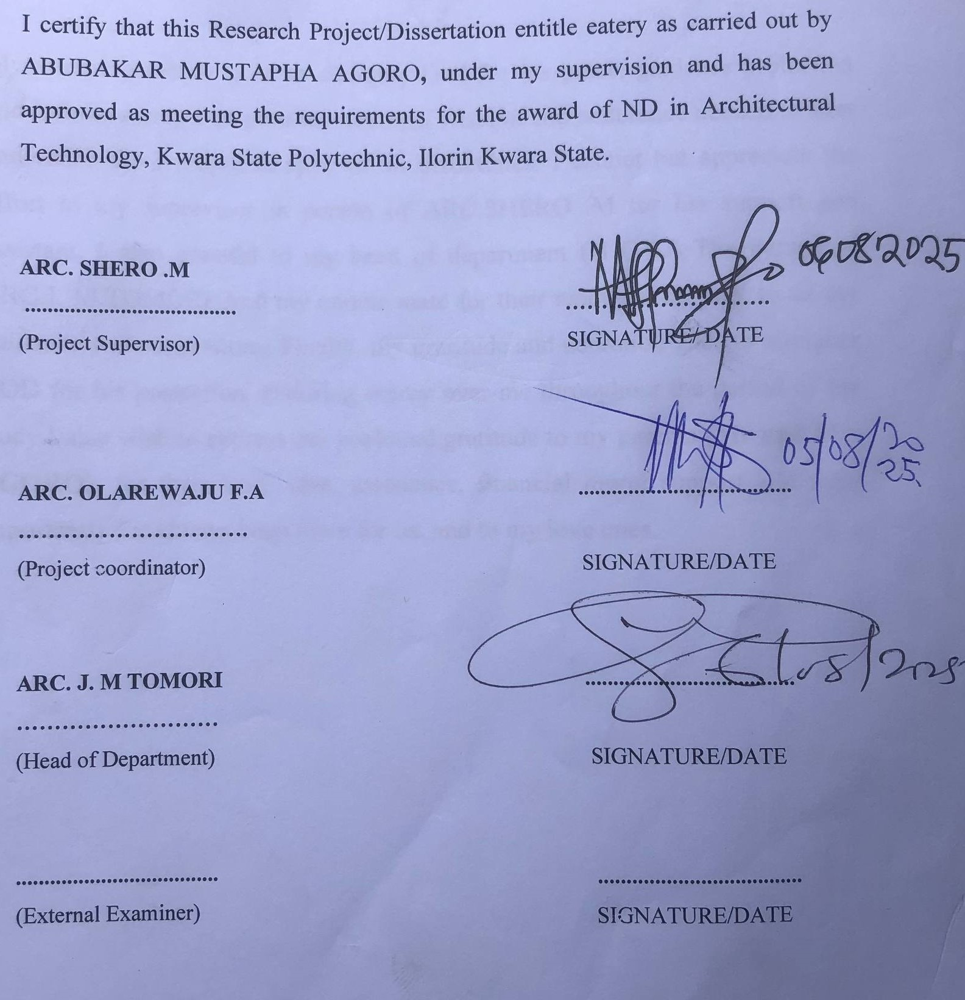 I certify that this Research Project/Dissertation entitle eatery as carried out by
ABUBAKAR MUSTAPHA AGORO, under my supervision and has been
approved as meeting the requirements for the award of ND in Architectural
Technology, Kwara State Polytechnic, Ilorin Kwara State.
ARC. SHERO .M
06082025
(Project Supervisor)
SIGNATURE/DATE
05/08/2025
ARC. OLAREWAJU F.A
(Project coordinator)
SIGNATURE/DATE
ARC. J. M TOMORI
08/2025
(Head of Department)
SIGNATURE/DATE
(External Examiner)
SIGNATURE/DATE